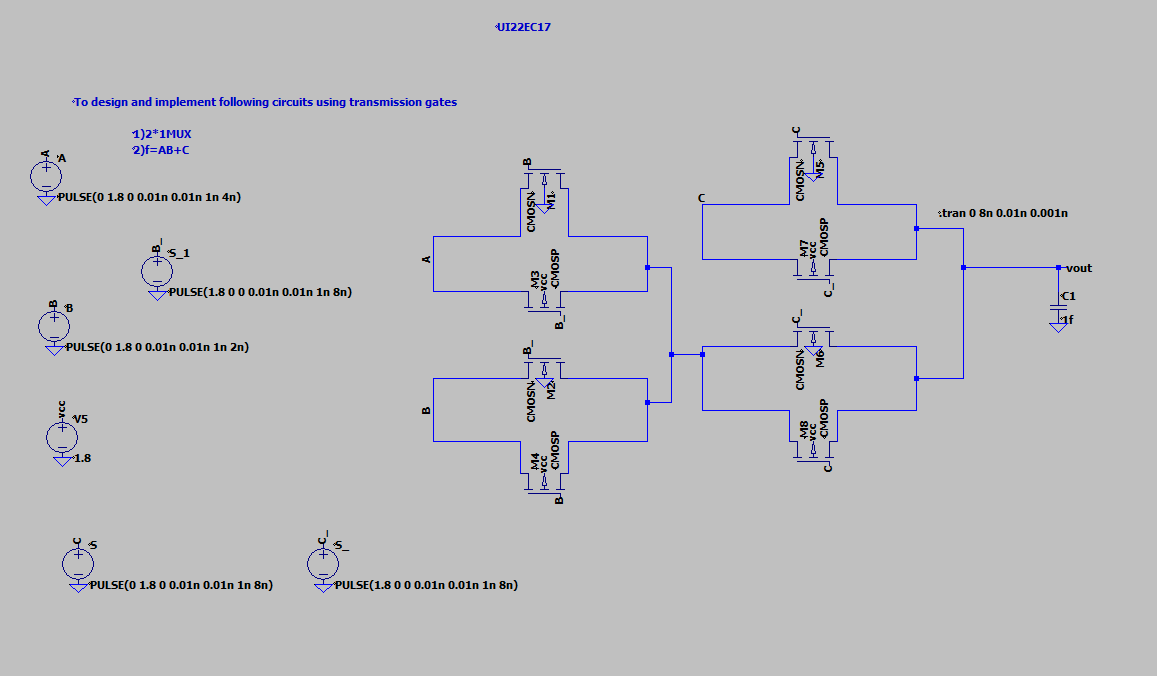 UI22EC17
To design and implement following circuits using transmission gates
1)2*1MUX
2)f=AB+C
A
A
PULSE(0 1.8 0 0.01n 0.01n 1n 4n)
B_
S_1
PULSE(1.8 0 0 0.01n 0.01n 1n 8n)
B
B
PULSE(0 1.8 0 0.01n 0.01n 1n 2n)
vcc
V5
1.8
C
S
PULSE(0 1.8 0 0.01n 0.01n 1n 8n)
C_
S_
PULSE(1.8 0 0 0.01n 0.01n 1n 8n)
B
CMOSN
M1
A
M3
vcc
CMOSP
B_
B_
CMOSN
M2
B
M4
vcc
CMOSP
B
C
CMOSN
M5
C
M7
vcc
CMOSP
C_
C_
CMOSN
M6
M8
vcc
CMOSP
C
.tran 0 8n 0.01n 0.001n
vout
C1
1f